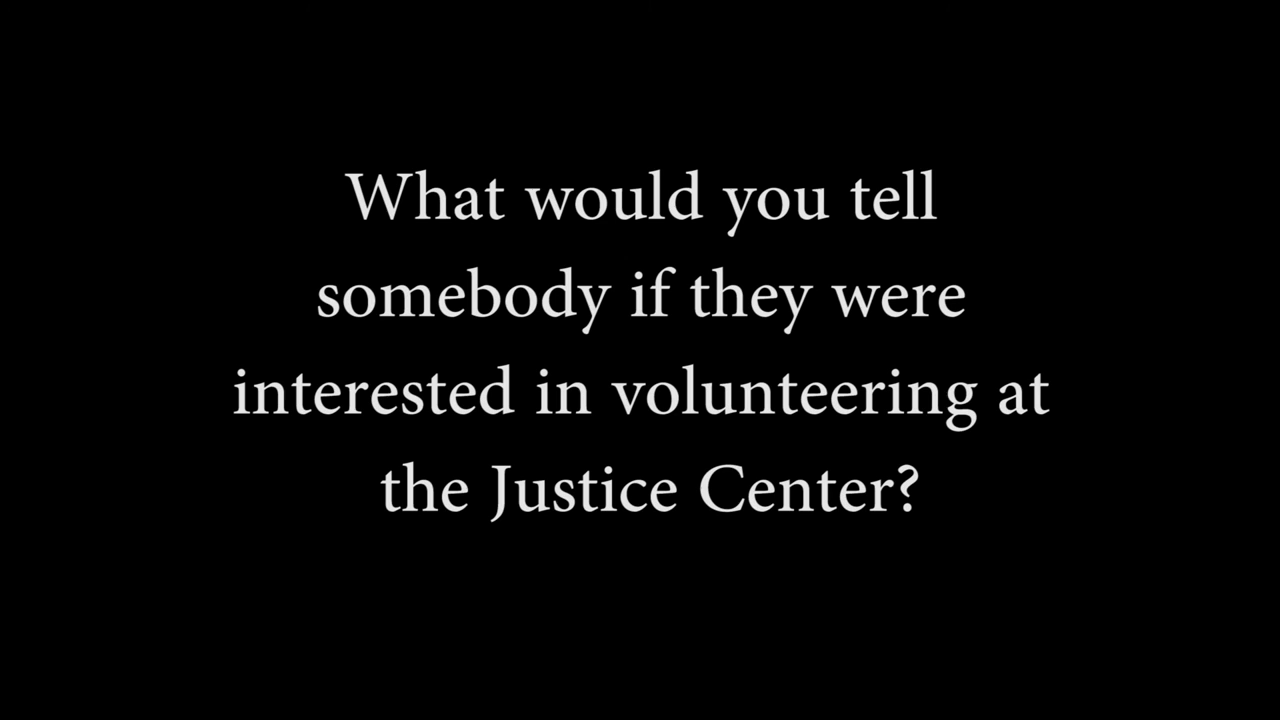 What would you tell
somebody if they were
interested in volunteering at
the Justice Center?